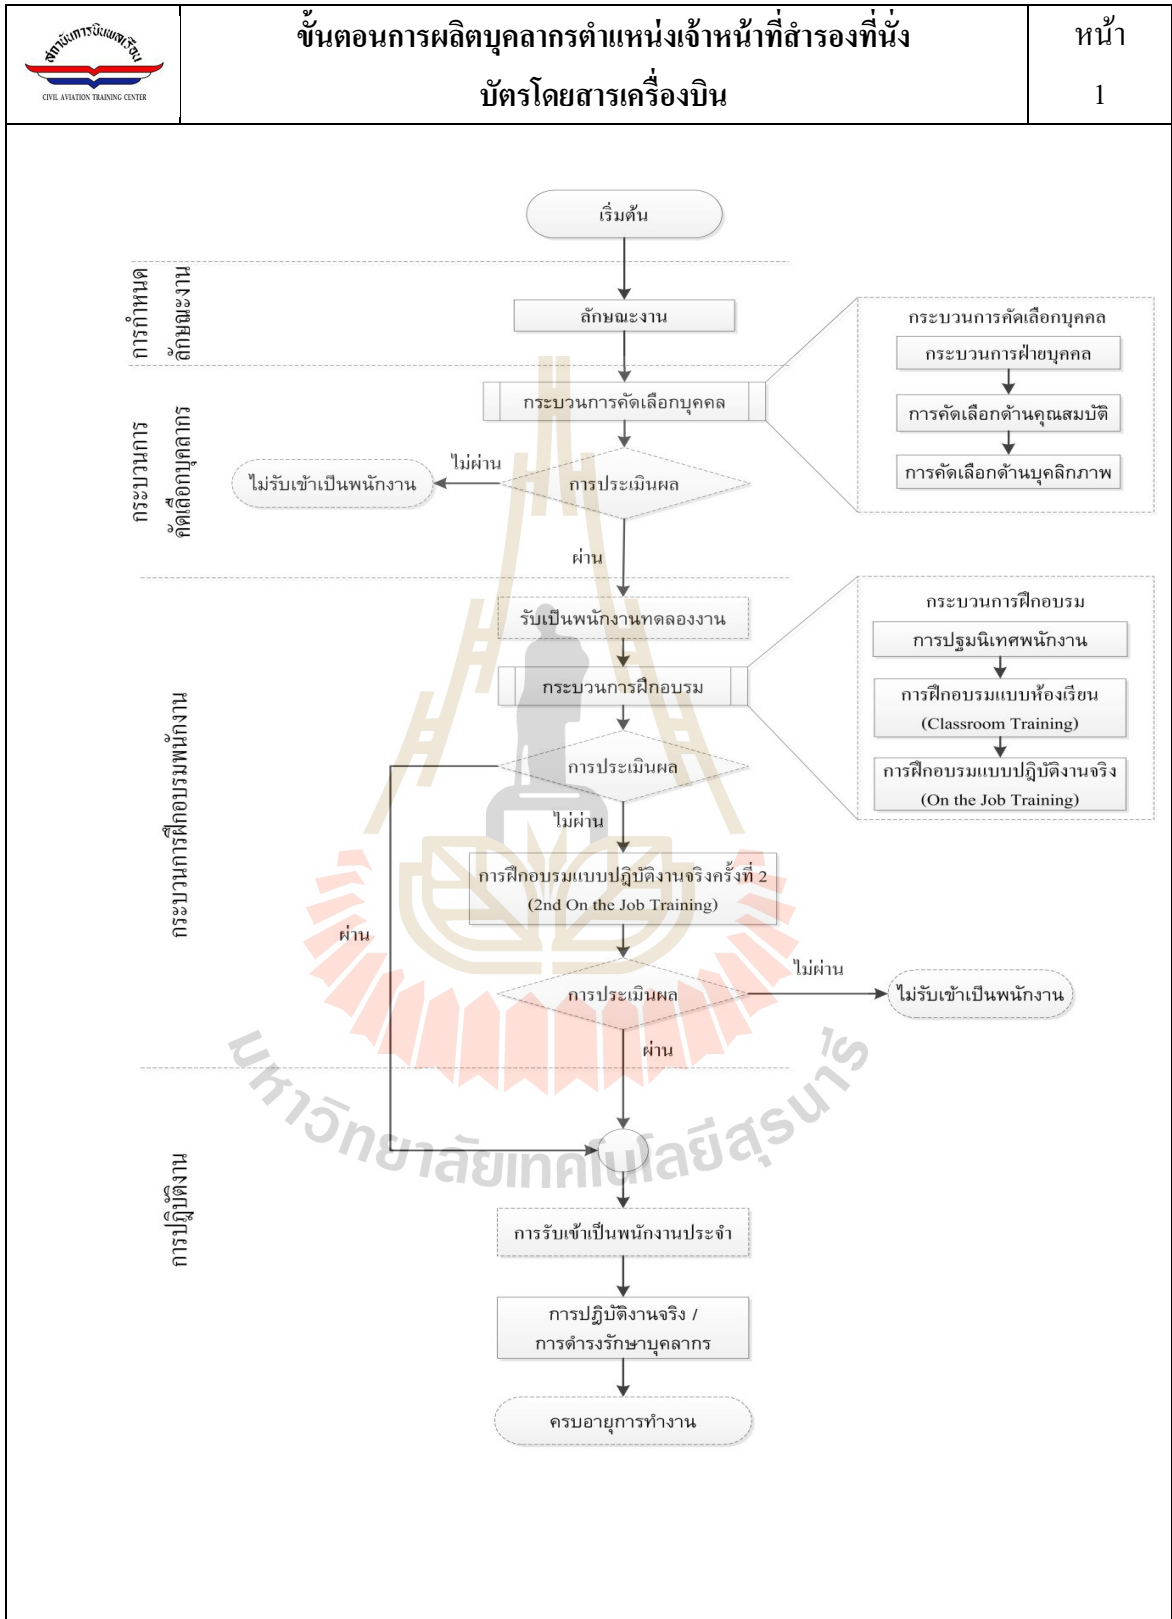 สถาบันการบินพลเรือน
CIVIL AVIATION TRAINING CENTER
ขั้นตอนการผลิตบุคลากรตำแหน่งเจ้าหน้าที่สำรองที่นั่ง
บัตรโดยสารเครื่องบิน
หน้า
1
เริ่มต้น
การกำหนด
ลักษณะงาน
ลักษณะงาน
กระบวนการคัดเลือกบุคคล
กระบวนการฝ่ายบุคคล
การคัดเลือกด้านคุณสมบัติ
การคัดเลือกด้านบุคลิกภาพ
กระบวนการ
คัดเลือกบุคลากร
กระบวนการคัดเลือกบุคคล
ไม่ผ่าน
ไม่รับเข้าเป็นพนักงาน
การประเมินผล
ผ่าน
กระบวนการฝึกอบรมพนักงาน
รับเป็นพนักงานทดลองงาน
กระบวนการฝึกอบรม
กระบวนการฝึกอบรม
การปฐมนิเทศพนักงาน
การฝึกอบรมแบบห้องเรียน
(Classroom Training)
การฝึกอบรมแบบปฏิบัติงานจริง
(On the Job Training)
การประเมินผล
ไม่ผ่าน
การฝึกอบรมแบบปฏิบัติงานจริงครั้งที่ 2
(2nd On the Job Training)
ผ่าน
การประเมินผล
ไม่ผ่าน
ไม่รับเข้าเป็นพนักงาน
ผ่าน
มหาวิทยาลัยเทคโนโลยีสุรนารี
การปฏิบัติงาน
การรับเข้าเป็นพนักงานประจำ
การปฏิบัติงานจริง /
การดำรงรักษาบุคลากร
ครบอายุการทำงาน